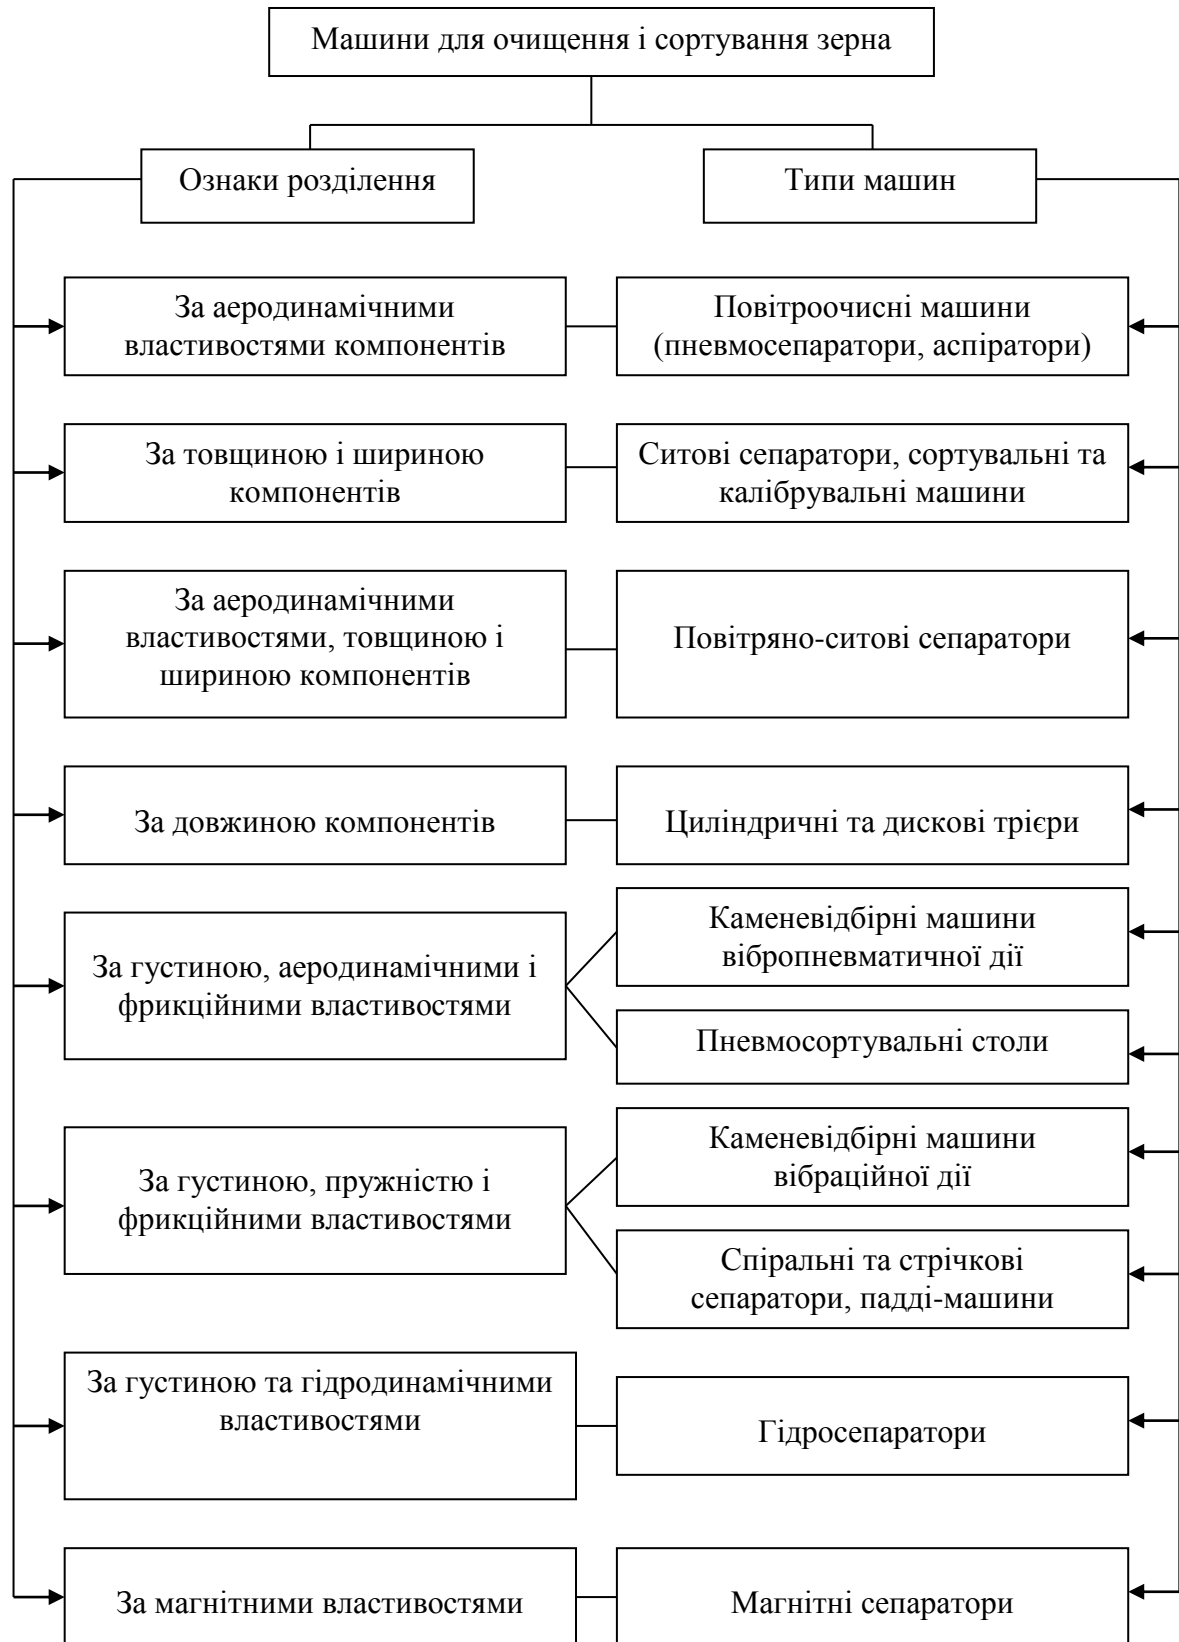 Машини для очищення і сортування зерна
Ознаки розділення
Типи машин
За аеродинамічними
властивостями компонентів
Повітроочисні машини
(пневмосепаратори, аспіратори)
За товщиною і шириною
компонентів
Ситові сепаратори, сортувальні та
калібрувальні машини
За аеродинамічними
властивостями, товщиною і
шириною компонентів
Повітряно-ситові сепаратори
За довжиною компонентів
Циліндричні та дискові трієри
За густиною, аеродинамічними і
фрикційними властивостями
Каменевідбірні машини
вібропневматичної дії
Пневмосортувальні столи
За густиною, пружністю і
фрикційними властивостями
Каменевідбірні машини
вібраційної дії
Спіральні та стрічкові
сепаратори, падді-машини
За густиною та гідродинамічними
властивостями
Гідросепаратори
За магнітними властивостями
Магнітні сепаратори